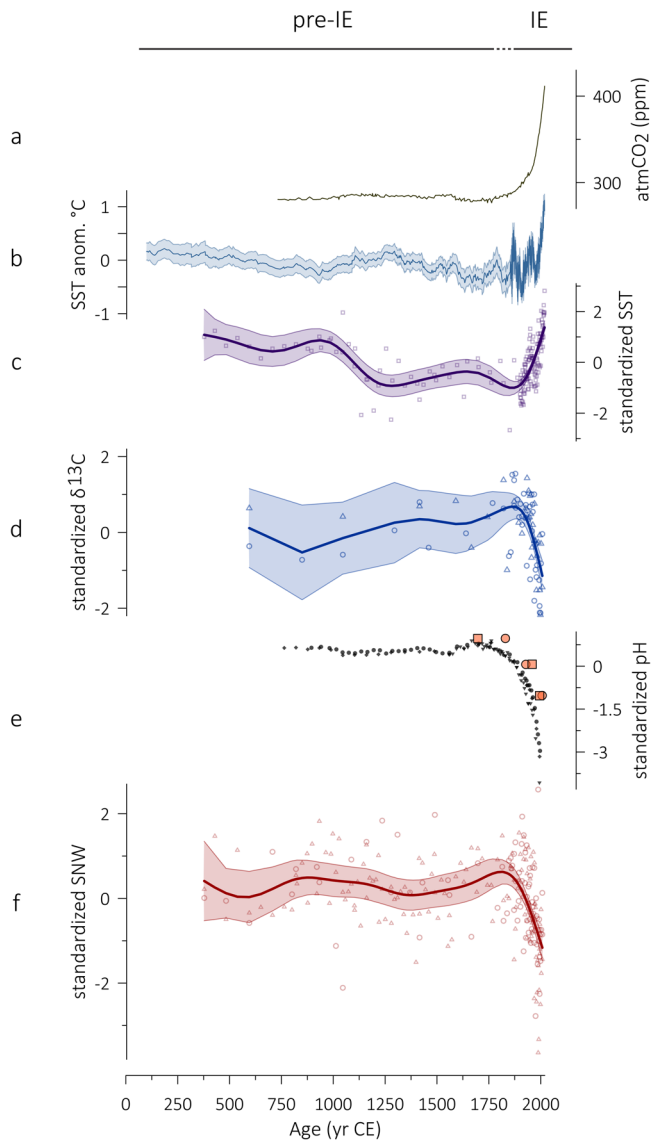 pre-IE IE
a
400
300
atmCO2 (ppm)
b
1
0
-1
SST anom. °C
c
2
0
-2
standardized SST
d
2
0
-2
standardized δ13C
e
0
-1.5
-3
standardized pH
f
2
0
-2
standardized SNW
0 250 500 750 1000 1250 1500 1750 2000
Age (yr CE)